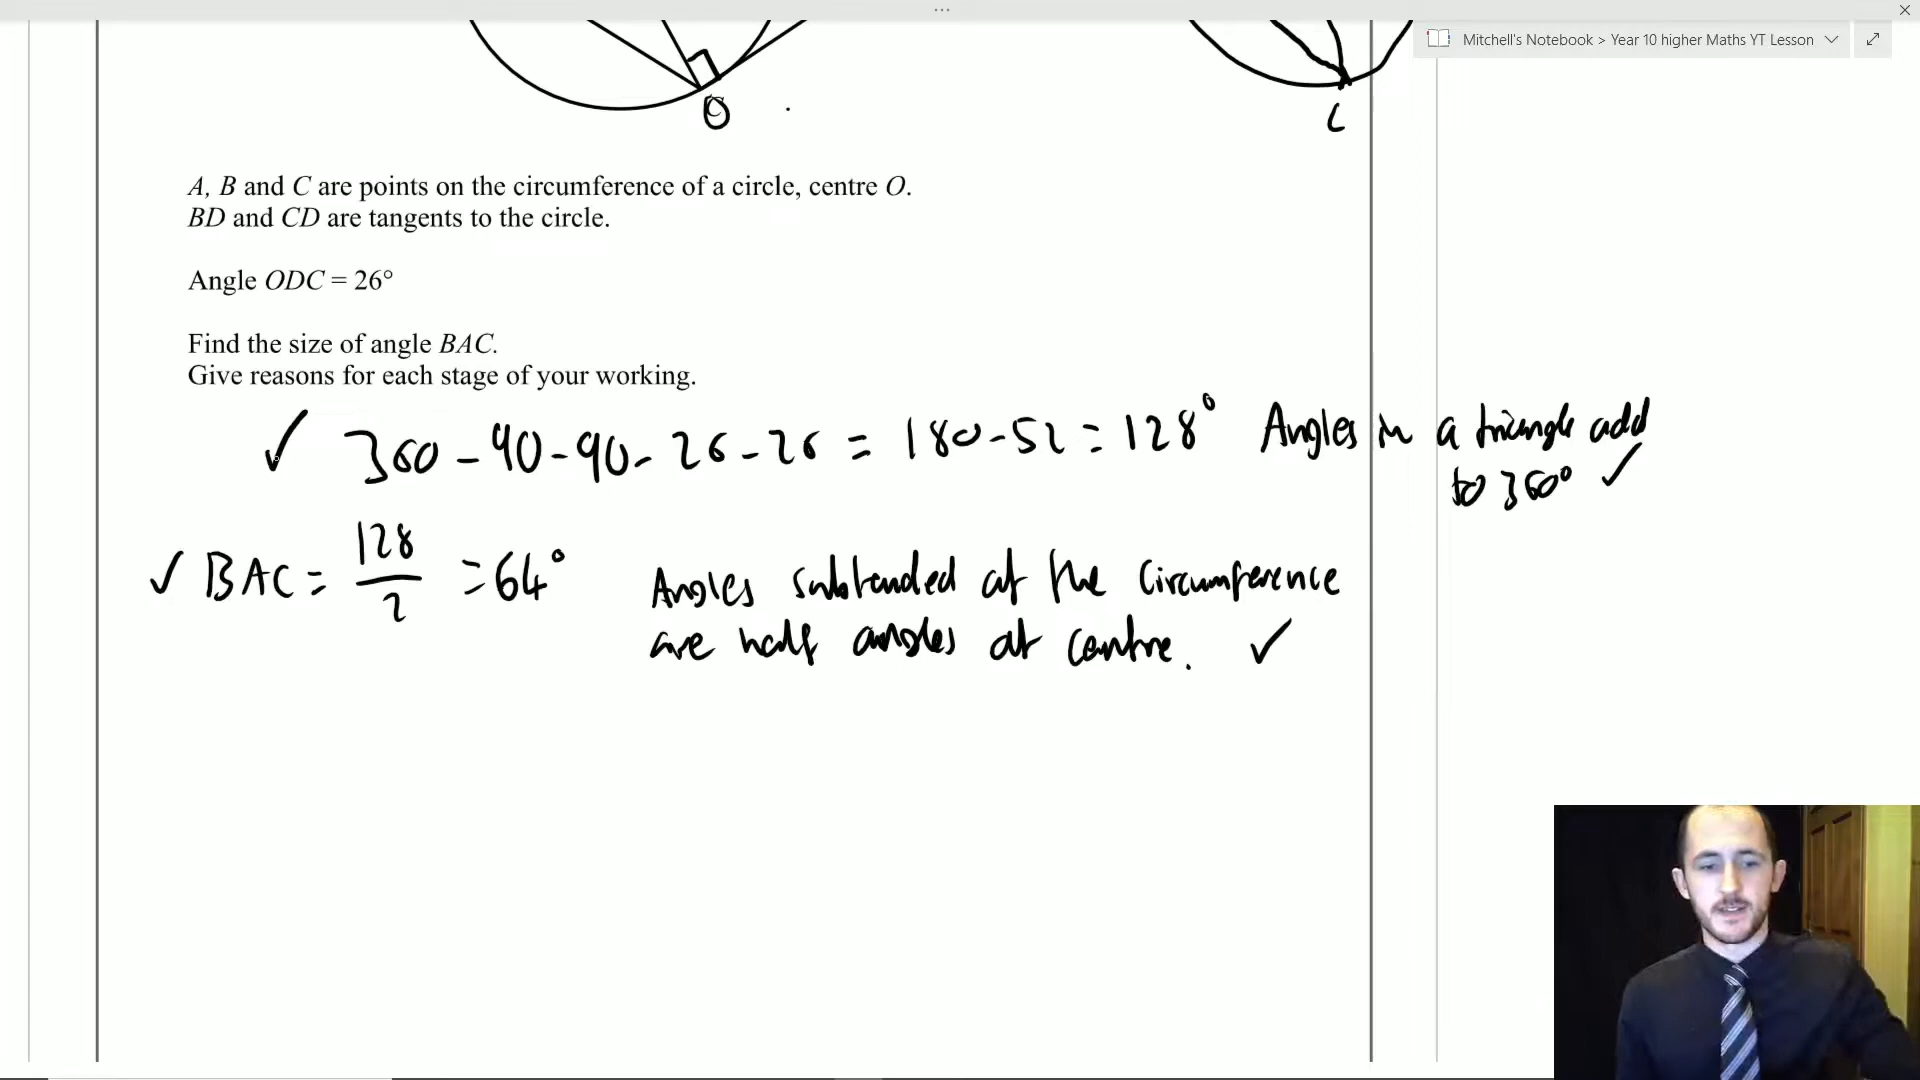 Mitchell's Notebook > Year 10 higher Maths YT Lesson
C
A, B and C are points on the circumference of a circle, centre O.
BD and CD are tangents to the circle.
Angle ODC = 26°
Find the size of angle BAC.
Give reasons for each stage of your working.
✓ 360 - 90 - 90 - 26 - 26 = 180 - 52 = 128° Angles in a triangle add
to 360° ✓
✓ BAC = 128/2 = 64° Angles subtended at the circumference
are half angles at centre. ✓